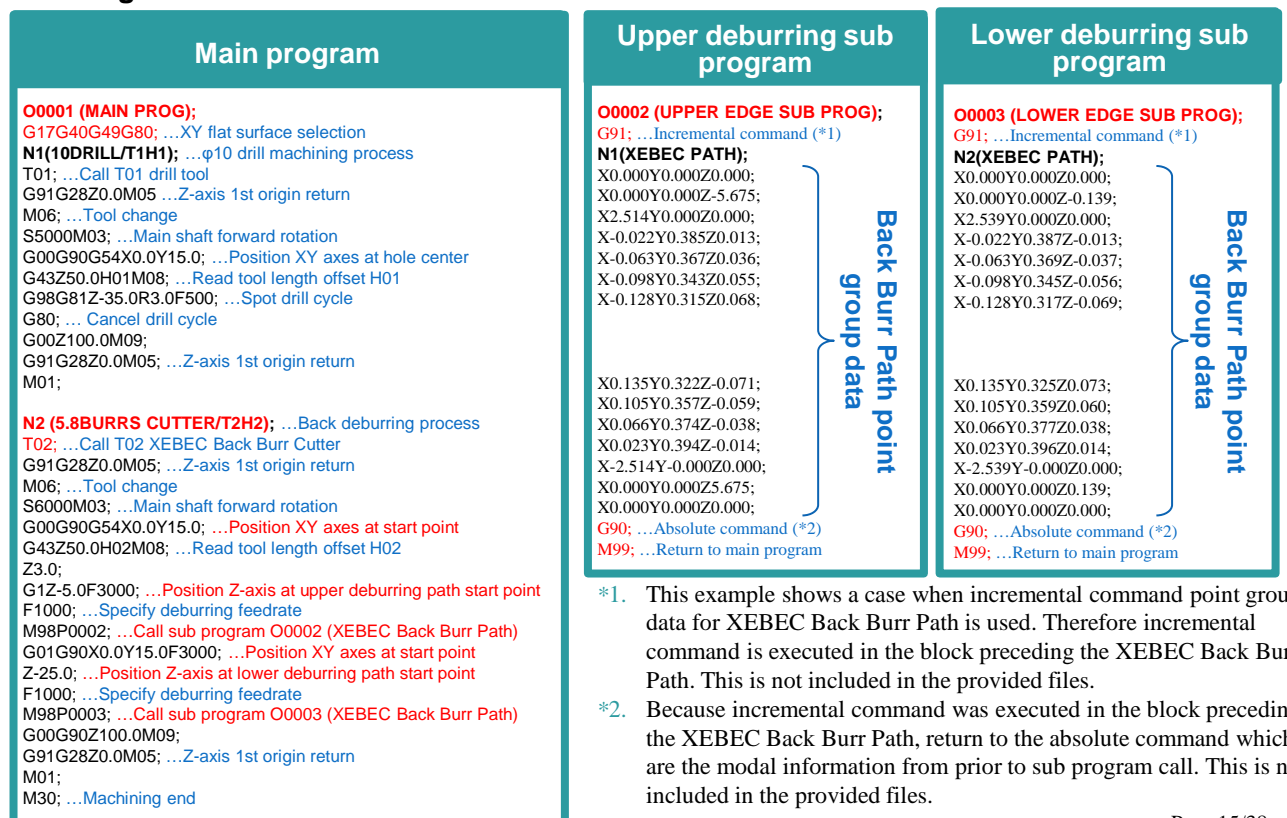 Main program
O0001 (MAIN PROG);
G17G40G49G80; …XY flat surface selection
N1(10DRILL/T1H1); …φ10 drill machining process
T01; …Call T01 drill tool
G91G28Z0.0M05 …Z-axis 1st origin return
M06; …Tool change
S5000M03; …Main shaft forward rotation
G00G90G54X0.0Y15.0; …Position XY axes at hole center
G43Z50.0H01M08; …Read tool length offset H01
G98G81Z-35.0R3.0F500; …Spot drill cycle
G80; … Cancel drill cycle
G00Z100.0M09;
G91G28Z0.0M05; …Z-axis 1st origin return
M01;
N2 (5.8BURRS CUTTER/T2H2); …Back deburring process
T02; …Call T02 XEBEC Back Burr Cutter
G91G28Z0.0M05; …Z-axis 1st origin return
M06; …Tool change
S6000M03; …Main shaft forward rotation
G00G90G54X0.0Y15.0; …Position XY axes at start point
G43Z50.0H02M08; …Read tool length offset H02
Z3.0;
G1Z-5.0F3000; …Position Z-axis at upper deburring path start point
F1000; …Specify deburring feedrate
M98P0002; …Call sub program O0002 (XEBEC Back Burr Path)
G01G90X0.0Y15.0F3000; …Position XY axes at start point
Z-25.0; …Position Z-axis at lower deburring path start point
F1000; …Specify deburring feedrate
M98P0003; …Call sub program O0003 (XEBEC Back Burr Path)
G00G90Z100.0M09;
G91G28Z0.0M05; …Z-axis 1st origin return
M01;
M30; …Machining end
Upper deburring sub
program
O0002 (UPPER EDGE SUB PROG);
G91; …Incremental command (*1)
N1(XEBEC PATH);
X0.000Y0.000Z0.000;
X0.000Y0.000Z-5.675;
X2.514Y0.000Z0.000;
X-0.022Y0.385Z0.013;
X-0.063Y0.367Z0.036;
X-0.098Y0.343Z0.055;
X-0.128Y0.315Z0.068;
X0.135Y0.322Z-0.071;
X0.105Y0.357Z-0.059;
X0.066Y0.374Z-0.038;
X0.023Y0.394Z-0.014;
X-2.514Y-0.000Z0.000;
X0.000Y0.000Z5.675;
X0.000Y0.000Z0.000;
G90; …Absolute command (*2)
M99; …Return to main program
Back Burr Path point
group data
Lower deburring sub
program
O0003 (LOWER EDGE SUB PROG);
G91; …Incremental command (*1)
N2(XEBEC PATH);
X0.000Y0.000Z0.000;
X0.000Y0.000Z-0.139;
X2.539Y0.000Z0.000;
X-0.022Y0.387Z-0.013;
X-0.063Y0.369Z-0.037;
X-0.098Y0.345Z-0.056;
X-0.128Y0.317Z-0.069;
X0.135Y0.325Z0.073;
X0.105Y0.359Z0.060;
X0.066Y0.377Z0.038;
X0.023Y0.396Z0.014;
X-2.539Y-0.000Z0.000;
X0.000Y0.000Z0.139;
X0.000Y0.000Z0.000;
G90; …Absolute command (*2)
M99; …Return to main program
Back Burr Path point
group data
*1. This example shows a case when incremental command point grou
data for XEBEC Back Burr Path is used. Therefore incremental
command is executed in the block preceding the XEBEC Back Bur
Path. This is not included in the provided files.
*2. Because incremental command was executed in the block precedin
the XEBEC Back Burr Path, return to the absolute command which
are the modal information from prior to sub program call. This is n
included in the provided files.